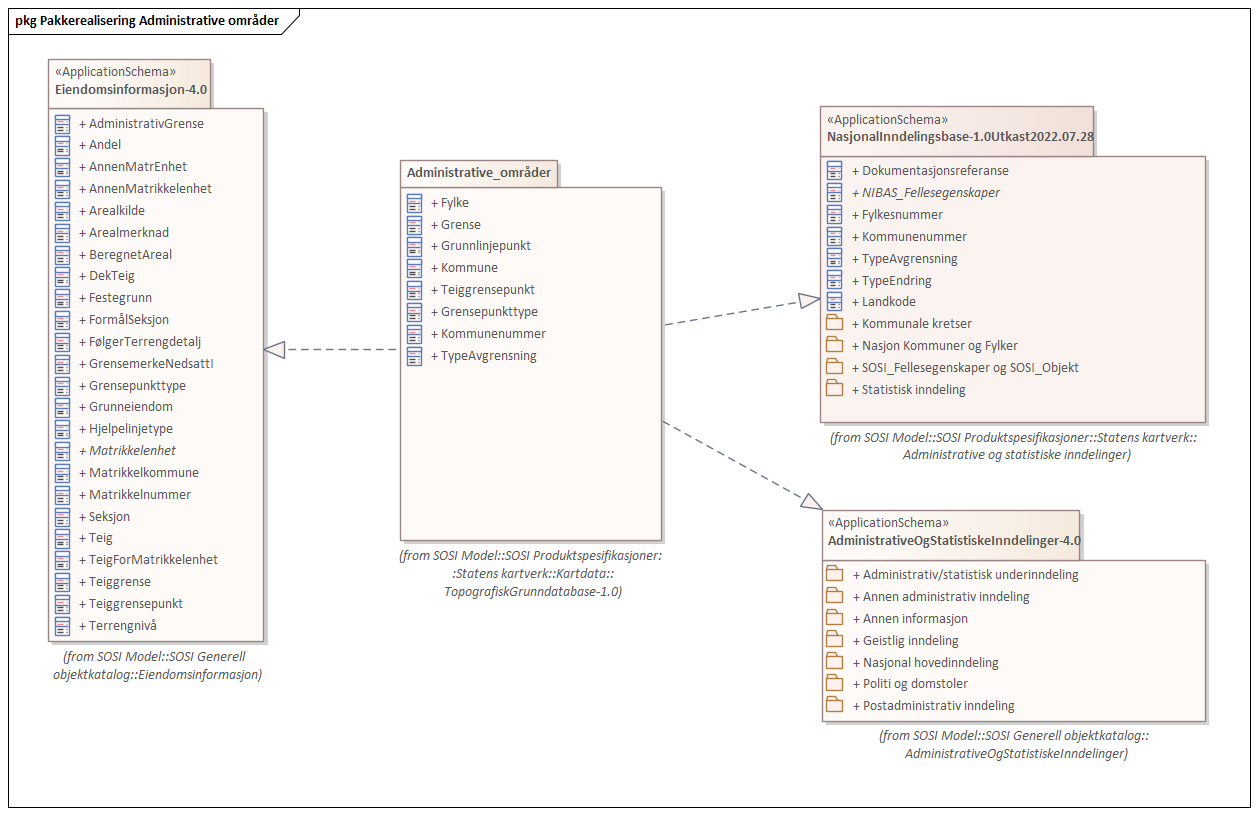 pkg Pakkerealisering Administrative områder
«ApplicationSchema»
Eiendomsinformasjon-4.0
+ AdministrativGrense
+ Andel
+ AnnenMatrEnhet
+ AnnenMatrikkelenhet
+ Arealkilde
+ Arealmerknad
+ BeregnetAreal
+ DekTeig
+ Festegrunn
+ FormålSeksjon
+ FølgerTerrengdetalj
+ GrensemerkeNedsattI
+ Grensepunkttype
+ Grunneiendom
+ Hjelpelinjetype
+ Matrikkelenhet
+ Matrikkelkommune
+ Matrikkelnummer
+ Seksjon
+ Teig
+ TeigForMatrikkelenhet
+ Teiggrense
+ Teiggrensepunkt
+ Terrengnivå
(from SOSI Model::SOSI Generell
objektkatalog::Eiendomsinformasjon)
Administrative_områder
+ Fylke
+ Grense
+ Grunnlinjepunkt
+ Kommune
+ Teiggrensepunkt
+ Grensepunkttype
+ Kommunenummer
+ TypeAvgrensning
(from SOSI Model::SOSI Produktspesifikasjoner:
:Statens kartverk::Kartdata::
TopografiskGrunndatabase-1.0)
«ApplicationSchema»
NasjonalInndelingsbase-1.0Utkast2022.07.28
+ Dokumentasjonsreferanse
+ NIBAS_Fellesegenskaper
+ Fylkesnummer
+ Kommunenummer
+ TypeAvgrensning
+ TypeEndring
+ Landkode
+ Kommunale kretser
+ Nasjon Kommuner og Fylker
+ SOSI_Fellesegenskaper og SOSI_Objekt
+ Statistisk inndeling
(from SOSI Model::SOSI Produktspesifikasjoner::Statens kartverk::
Administrative og statistiske inndelinger)
«ApplicationSchema»
AdministrativeOgStatistiskeInndelinger-4.0
+ Administrativ/statistisk underinndeling
+ Annen administrativ inndeling
+ Annen informasjon
+ Geistlig inndeling
+ Nasjonal hovedinndeling
+ Politi og domstoler
+ Postadministrativ inndeling
(from SOSI Model::SOSI Generell objektkatalog::
AdministrativeOgStatistiskeInndelinger)